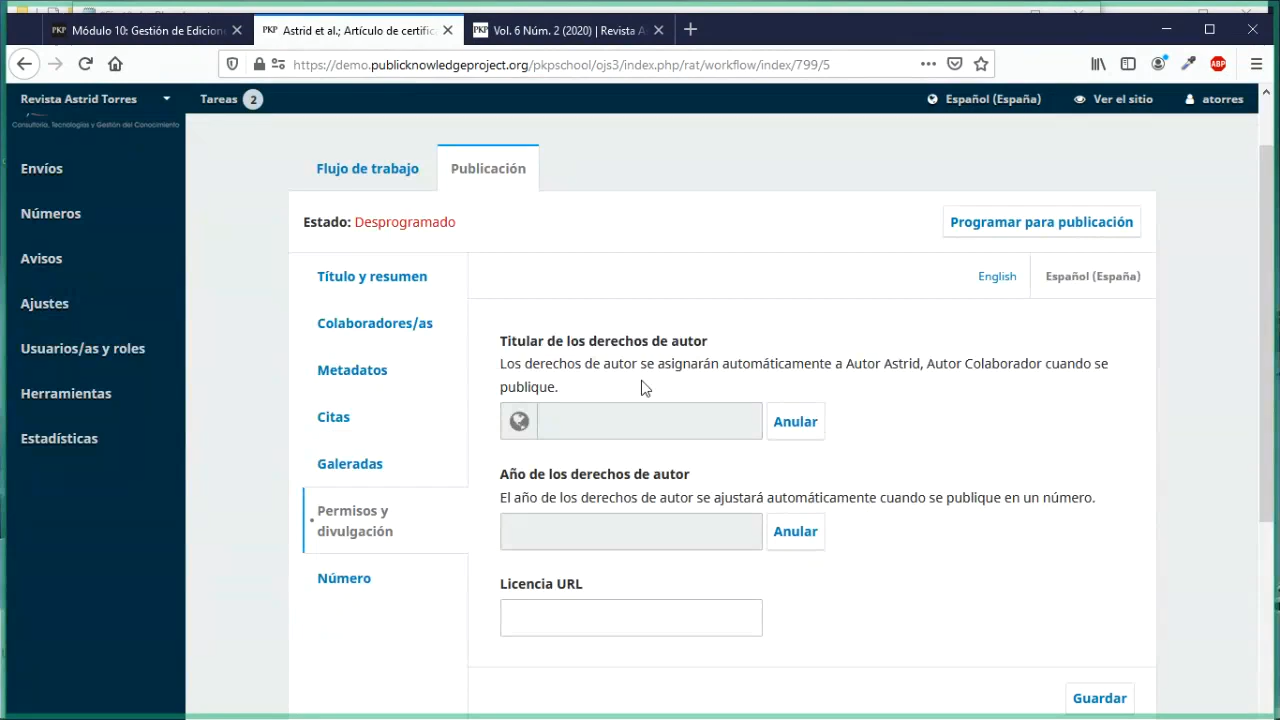 Módulo 10: Gestión de Edicione
Astrid et al.; Artículo de certifica
Vol. 6 Núm. 2 (2020) | Revista A
https://demo.publicknowledgeproject.org/pkpschool/ojs3/index.php/rat/workflow/index/799/5
ABP
Revista Astrid Torres
Tareas 2
Español (España)
Ver el sitio
atorres
Consultoría, Tecnologías y Gestión del Conocimiento
Envíos
Números
Avisos
Ajustes
Usuarios/as y roles
Herramientas
Estadísticas
Flujo de trabajo
Publicación
Estado: Desprogramado
Programar para publicación
Título y resumen
Colaboradores/as
Metadatos
Citas
Galeradas
Permisos y
divulgación
Número
English
Español (España)
Titular de los derechos de autor
Los derechos de autor se asignarán automáticamente a Autor Astrid, Autor Colaborador cuando se
publique.
Anular
Año de los derechos de autor
El año de los derechos de autor se ajustará automáticamente cuando se publique en un número.
Anular
Licencia URL
Guardar